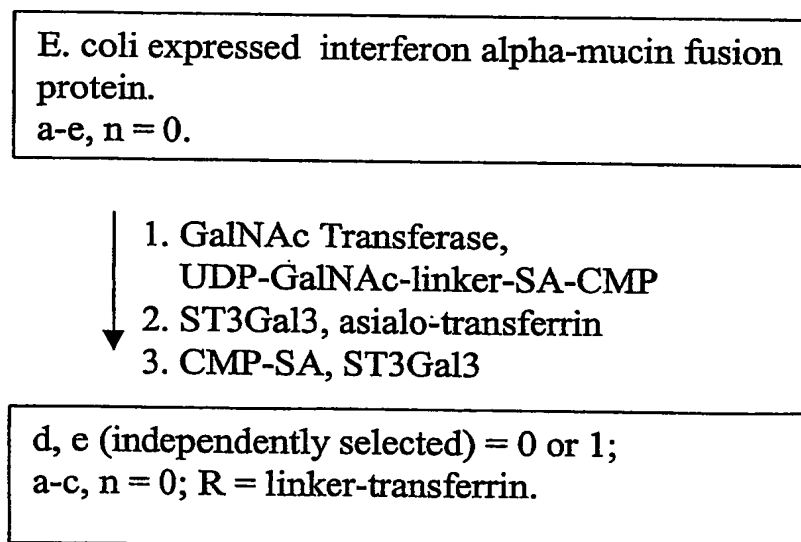 E. coli expressed interferon alpha-mucin fusion
protein.
a-e, n = 0.
1. GalNAc Transferase,
UDP-GalNAc-linker-SA-CMP
2. ST3Gal3, asialo-transferrin
3. CMP-SA, ST3Gal3
d, e (independently selected) = 0 or 1;
a-c, n = 0; R = linker-transferrin.